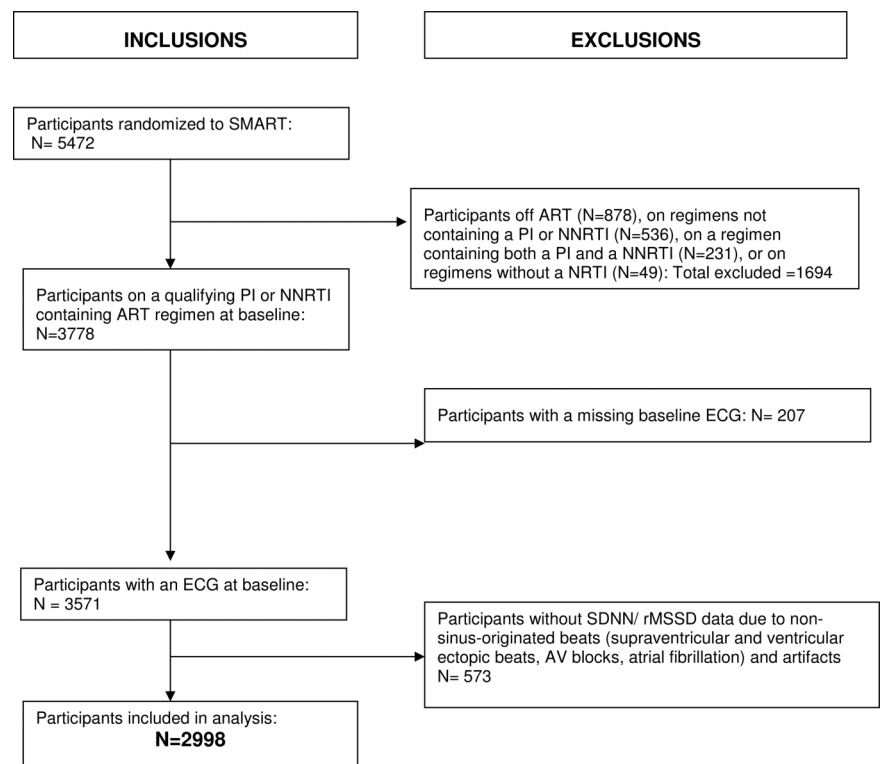 INCLUSIONS
EXCLUSIONS
Participants randomized to SMART:
N= 5472
Participants off ART (N=878), on regimens not
containing a PI or NNRTI (N=536), on a regimen
containing both a PI and a NNRTI (N=231), or on
regimens without a NRTI (N=49): Total excluded =1694
Participants on a qualifying PI or NNRTI
containing ART regimen at baseline:
N=3778
Participants with a missing baseline ECG: N= 207
Participants with an ECG at baseline:
N = 3571
Participants without SDNN/ rMSSD data due to non-
sinus-originated beats (supraventricular and ventricular
ectopic beats, AV blocks, atrial fibrillation) and artifacts
N= 573
Participants included in analysis:
N=2998